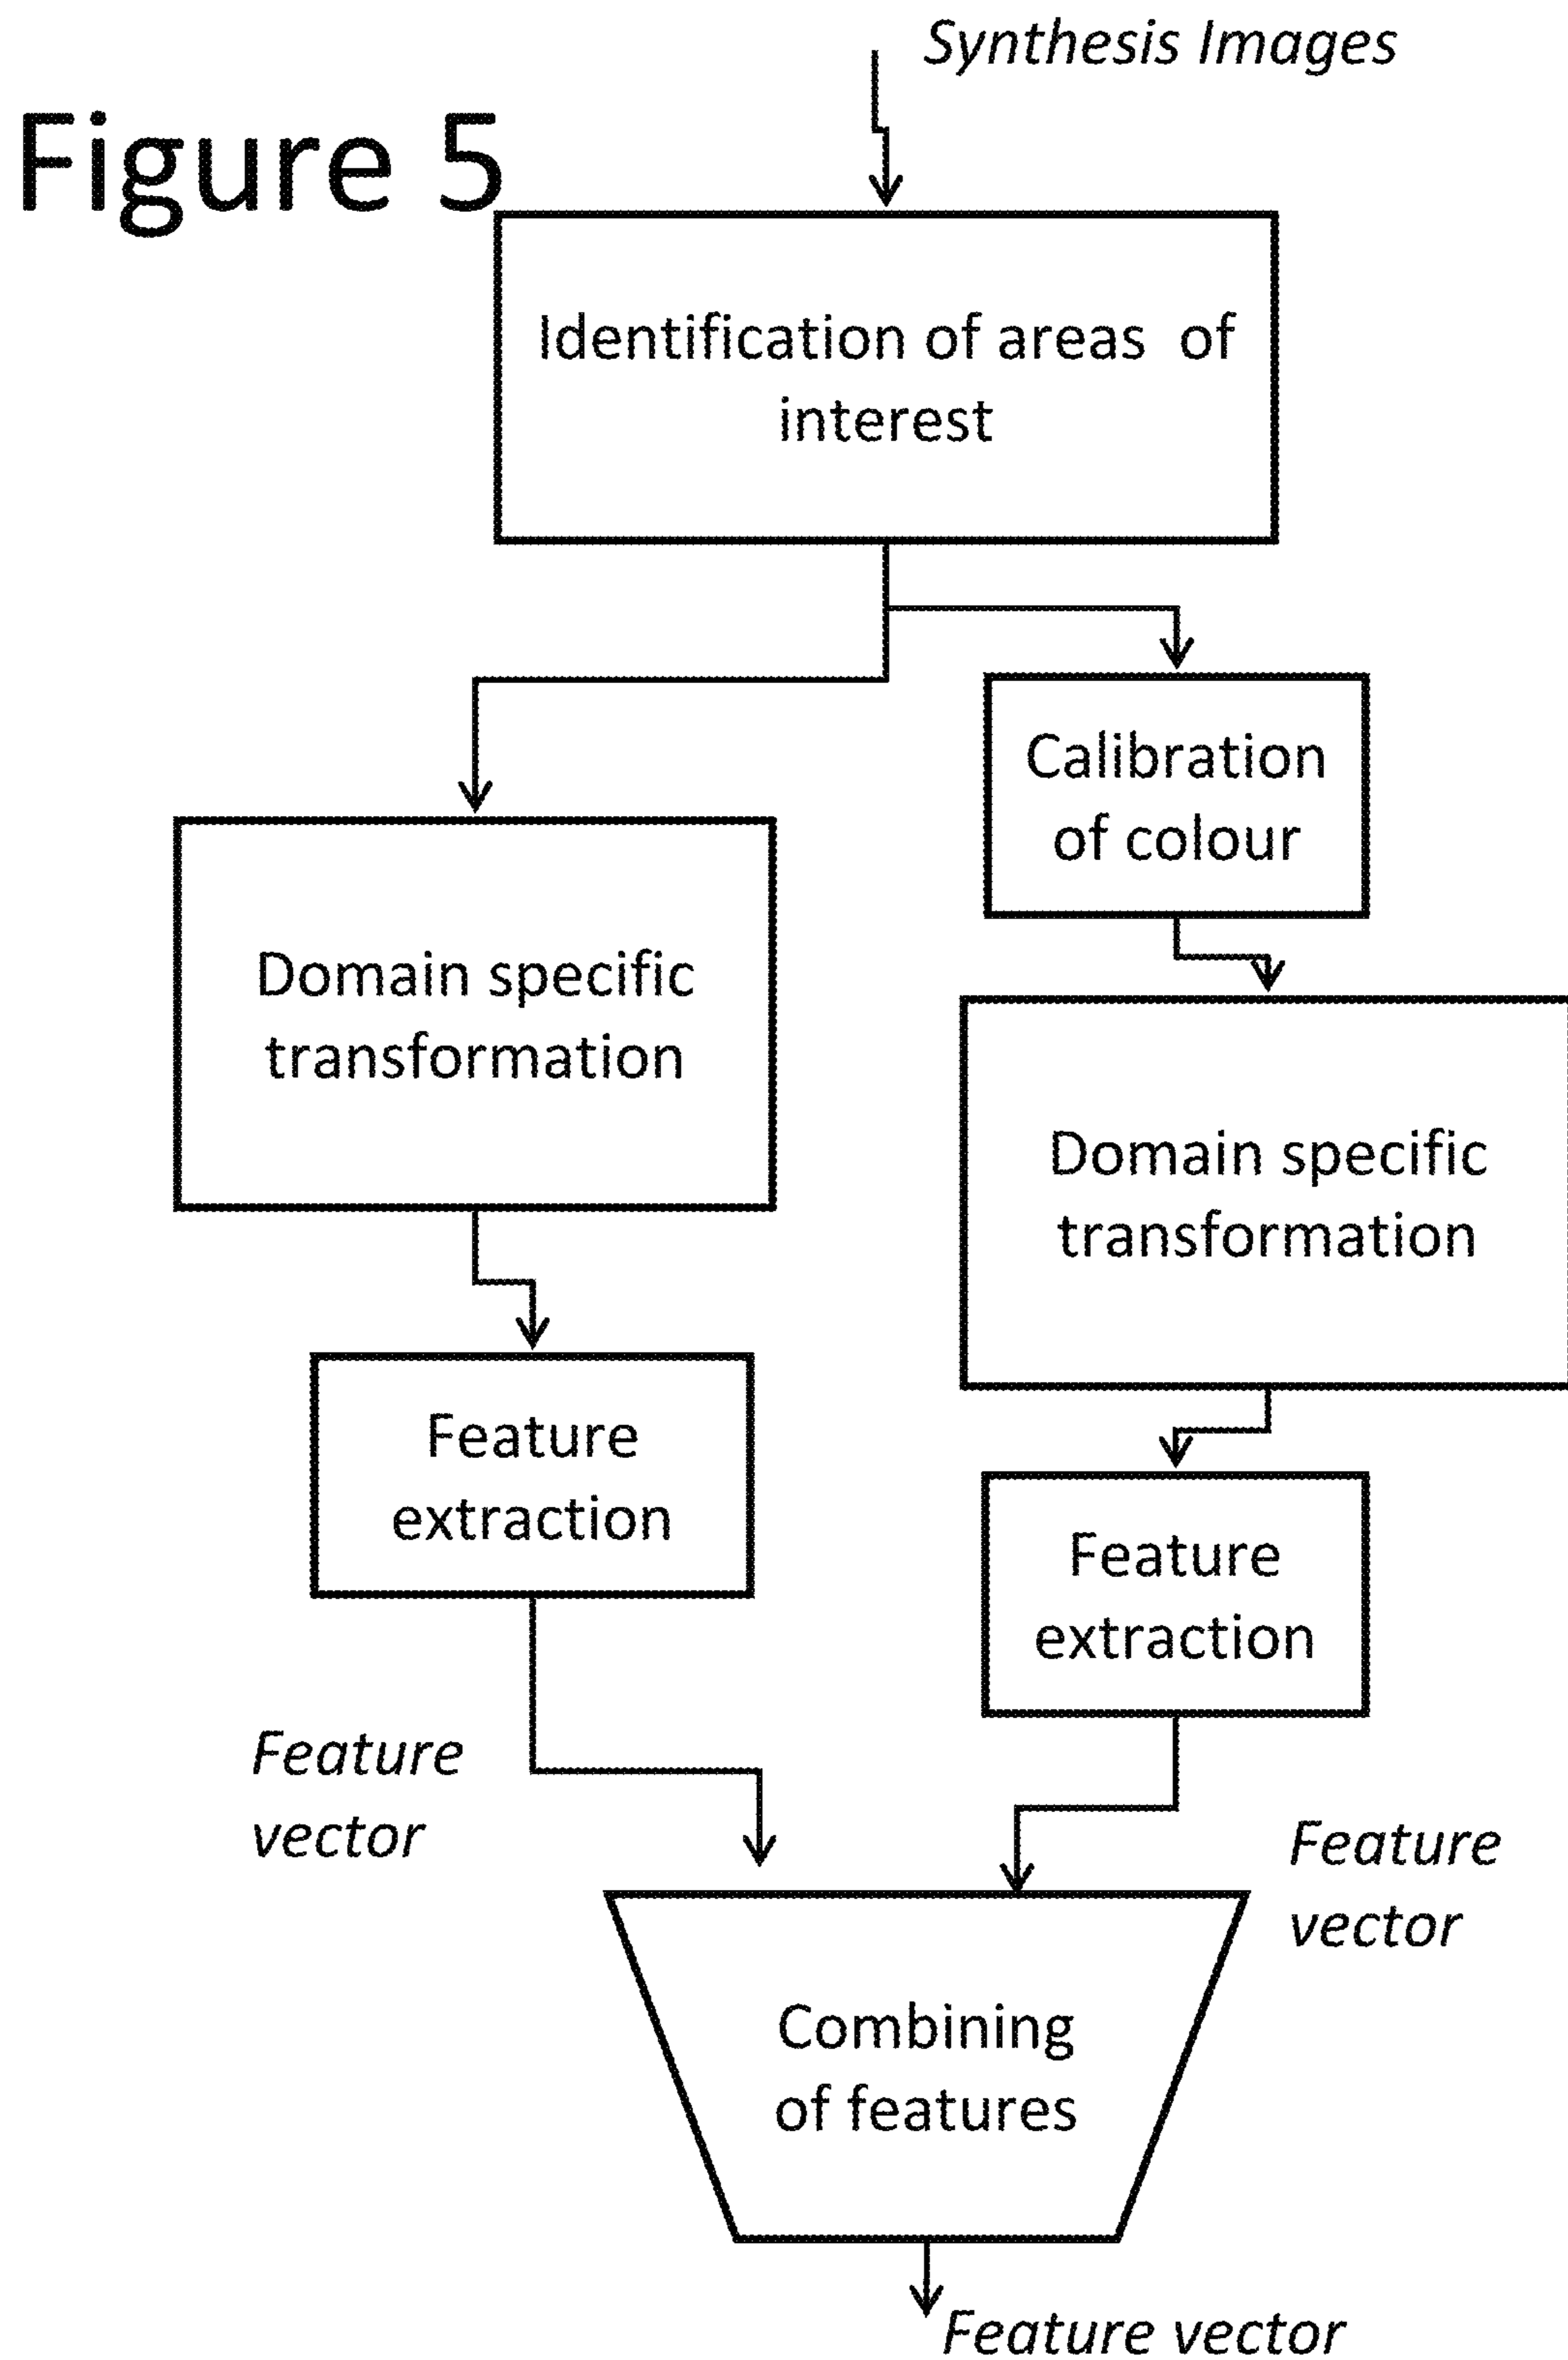 Synthesis Images
Figure 5
Identification of areas of
interest
Calibration
of colour
Domain specific
transformation
Domain specific
transformation
Feature
extraction
Feature
extraction
Feature
vector
Feature
vector
Combining
of features
Feature vector